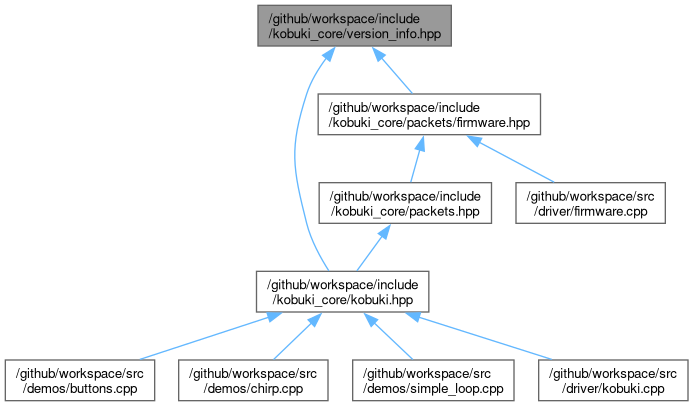 /github/workspace/include
/kobuki_core/version_info.hpp
/github/workspace/include
/kobuki_core/packets/firmware.hpp
/github/workspace/include
/kobuki_core/packets.hpp
/github/workspace/src
/driver/firmware.cpp
/github/workspace/include
/kobuki_core/kobuki.hpp
/github/workspace/src
/demos/buttons.cpp
/github/workspace/src
/demos/chirp.cpp
/github/workspace/src
/demos/simple_loop.cpp
/github/workspace/src
/driver/kobuki.cpp